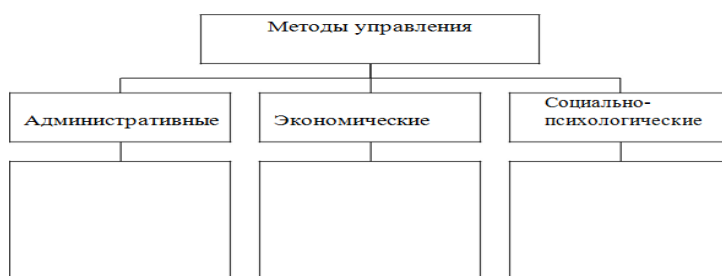 Методы управления
Административные
Экономические
Социально-
психологические